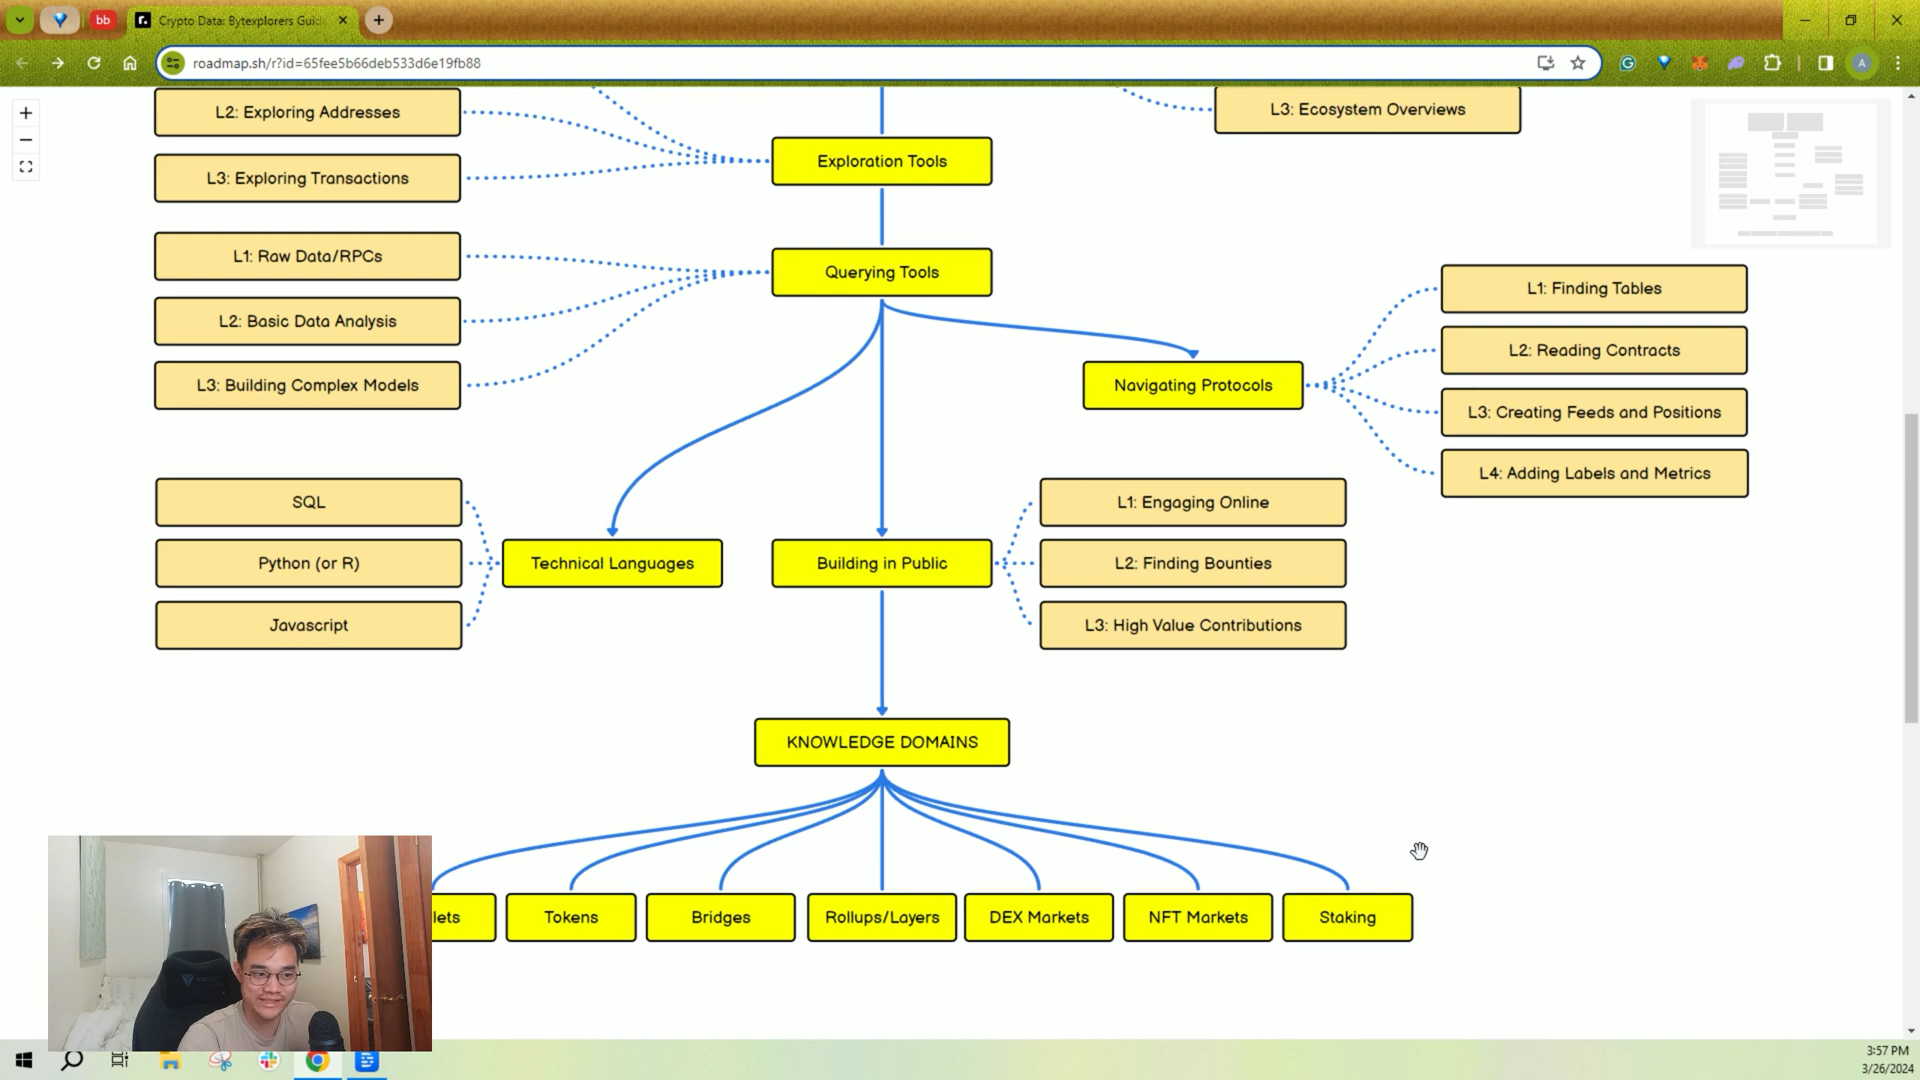 bb
Crypto Data: Bytexplorers Guid
roadmap.sh/r?id=65fee5b66deb533d6e19fb88
A
L2: Exploring Addresses
L3: Exploring Transactions
Exploration Tools
L3: Ecosystem Overviews
L1: Raw Data/RPCs
L2: Basic Data Analysis
L3: Building Complex Models
Querying Tools
Navigating Protocols
L1: Finding Tables
L2: Reading Contracts
L3: Creating Feeds and Positions
L4: Adding Labels and Metrics
SQL
Python (or R)
Javascript
Technical Languages
Building in Public
L1: Engaging Online
L2: Finding Bounties
L3: High Value Contributions
KNOWLEDGE DOMAINS
lets
Tokens
Bridges
Rollups/Layers
DEX Markets
NFT Markets
Staking
3:57 PM
3/26/2024